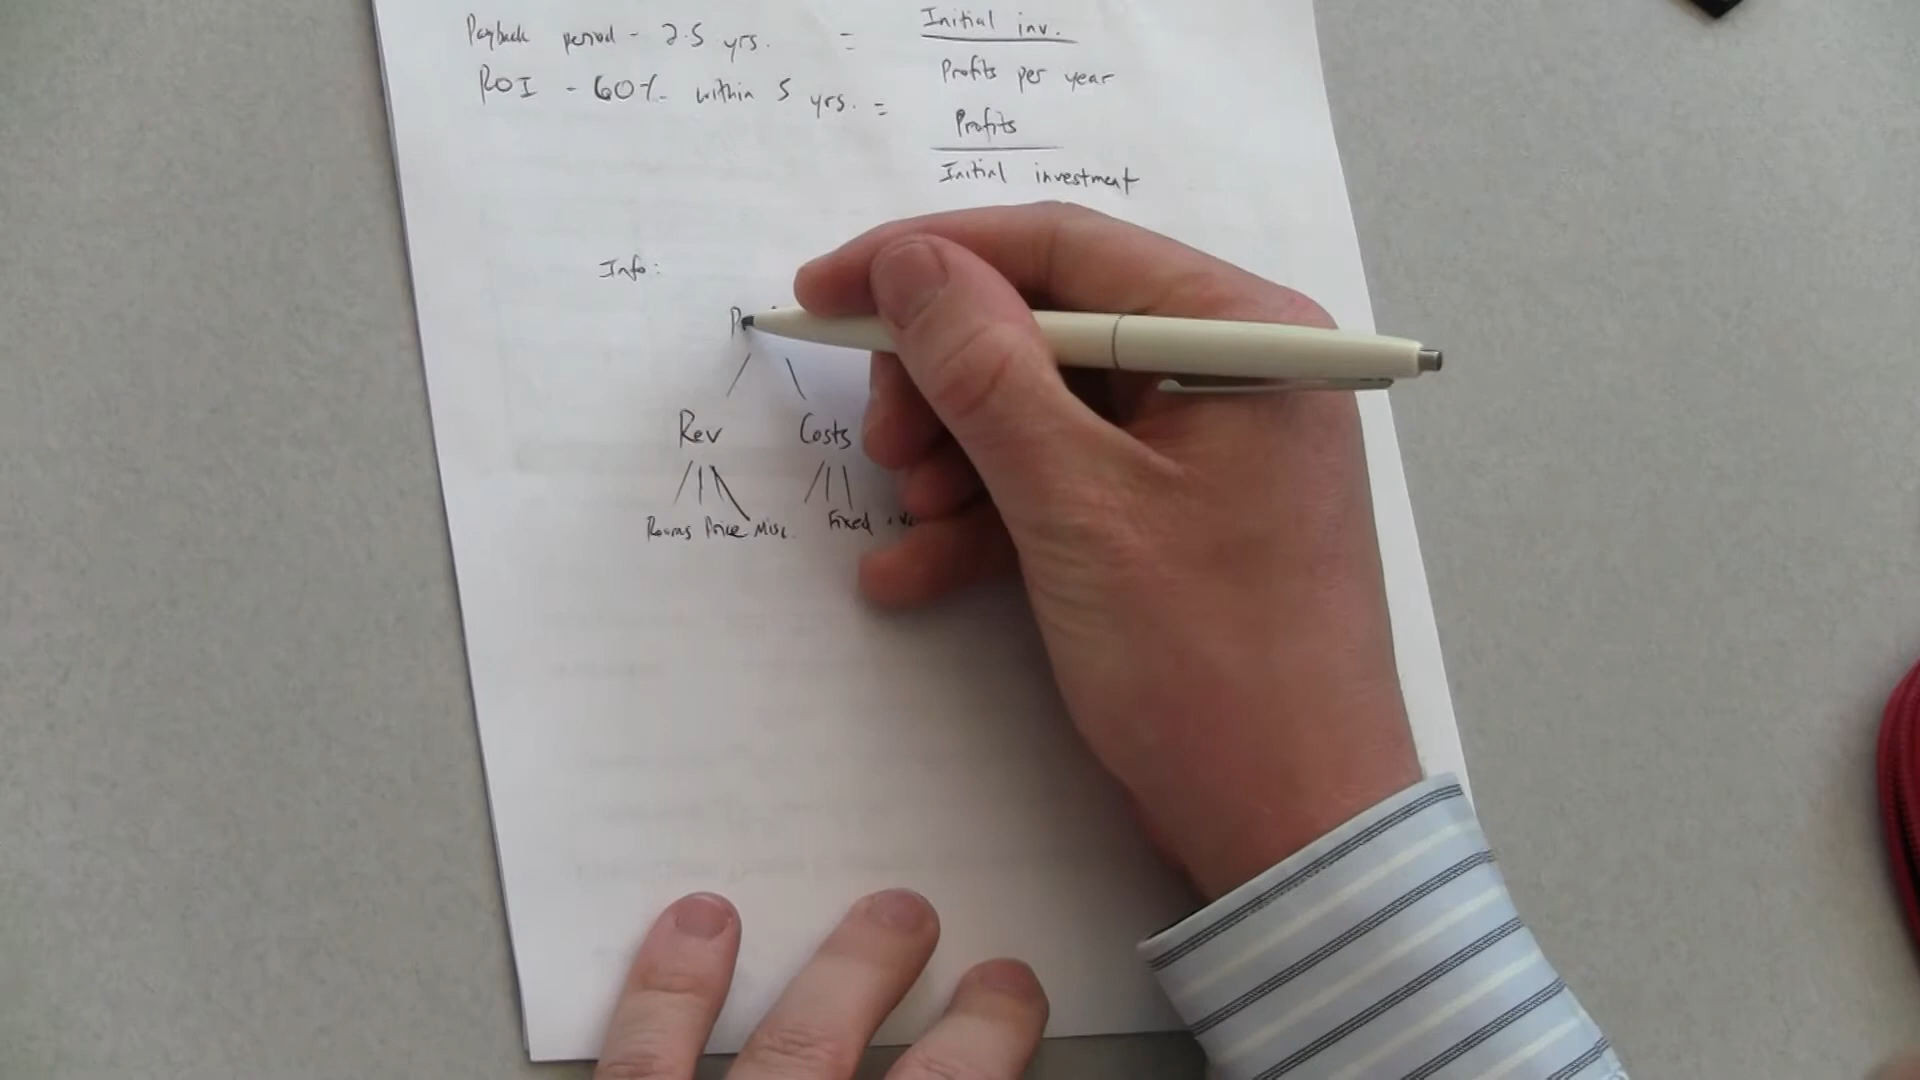 Payback period - 2.5 yrs. = Initial inv.
Profits per year
ROI - 60% within 5 yrs. = Profits
Initial investment
Info:
Rev Costs
Rooms Price Misc. Fixed